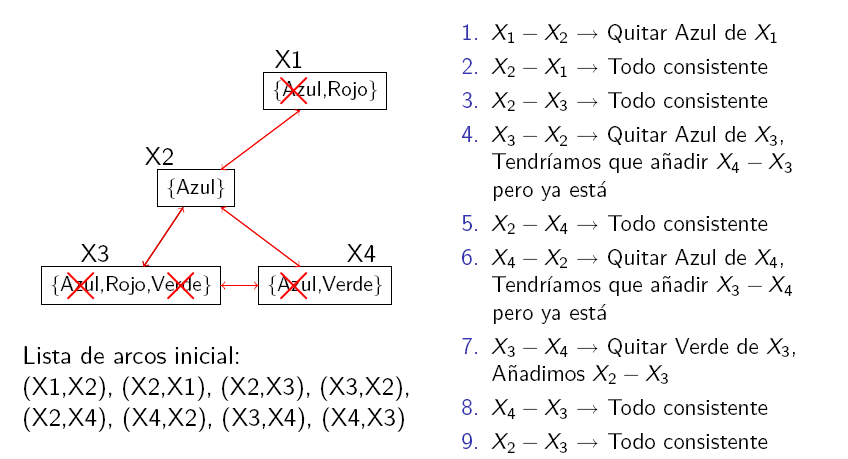 X1
{Azul,Rojo}
X2
{Azul}
X3
{Azul,Rojo,Verde}
X4
{Azul,Verde}
Lista de arcos inicial:
(X1,X2), (X2,X1), (X2,X3), (X3,X2),
(X2,X4), (X4,X2), (X3,X4), (X4,X3)
1. X₁ − X₂ → Quitar Azul de X₁
2. X₂ − X₁ → Todo consistente
3. X₂ − X₃ → Todo consistente
4. X₃ − X₂ → Quitar Azul de X₃,
Tendríamos que añadir X₄ − X₃
pero ya está
5. X₂ − X₄ → Todo consistente
6. X₄ − X₂ → Quitar Azul de X₄,
Tendríamos que añadir X₃ − X₄
pero ya está
7. X₃ − X₄ → Quitar Verde de X₃,
Añadimos X₂ − X₃
8. X₄ − X₃ → Todo consistente
9. X₂ − X₃ → Todo consistente